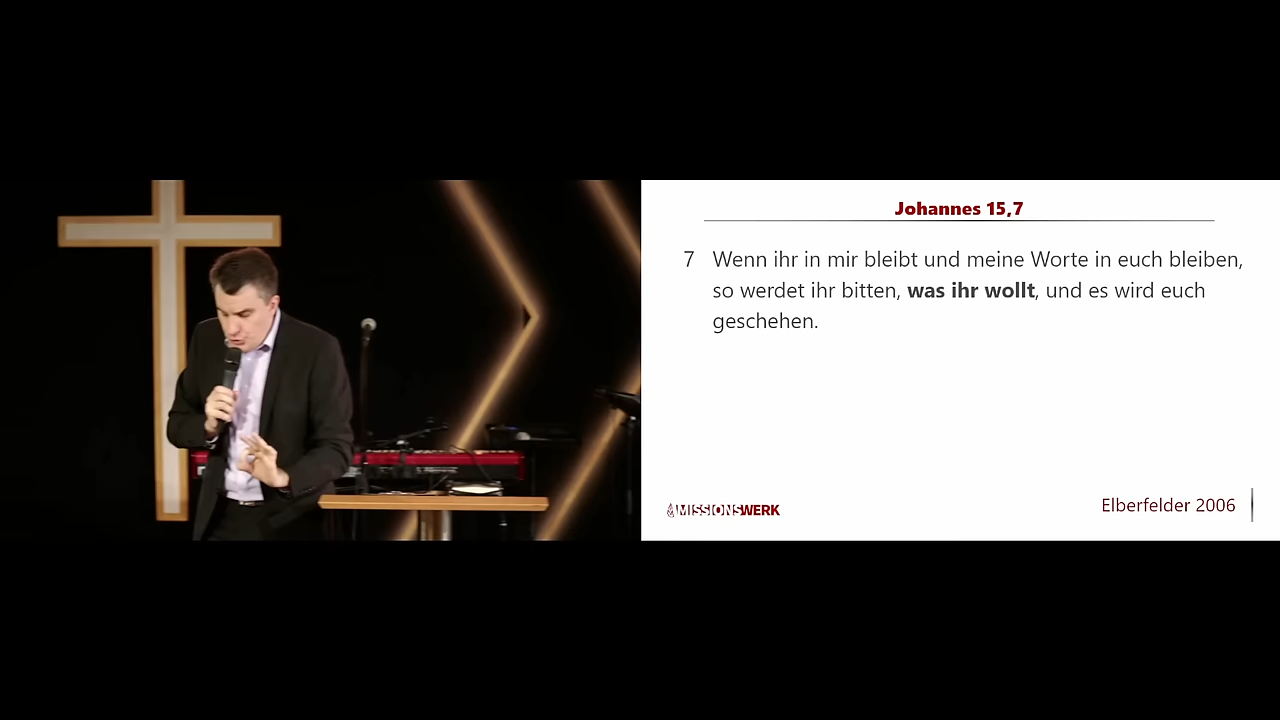 Johannes 15,7
7 Wenn ihr in mir bleibt und meine Worte in euch bleiben,
so werdet ihr bitten, was ihr wollt, und es wird euch
geschehen.
MISSIONSWERK
Elberfelder 2006